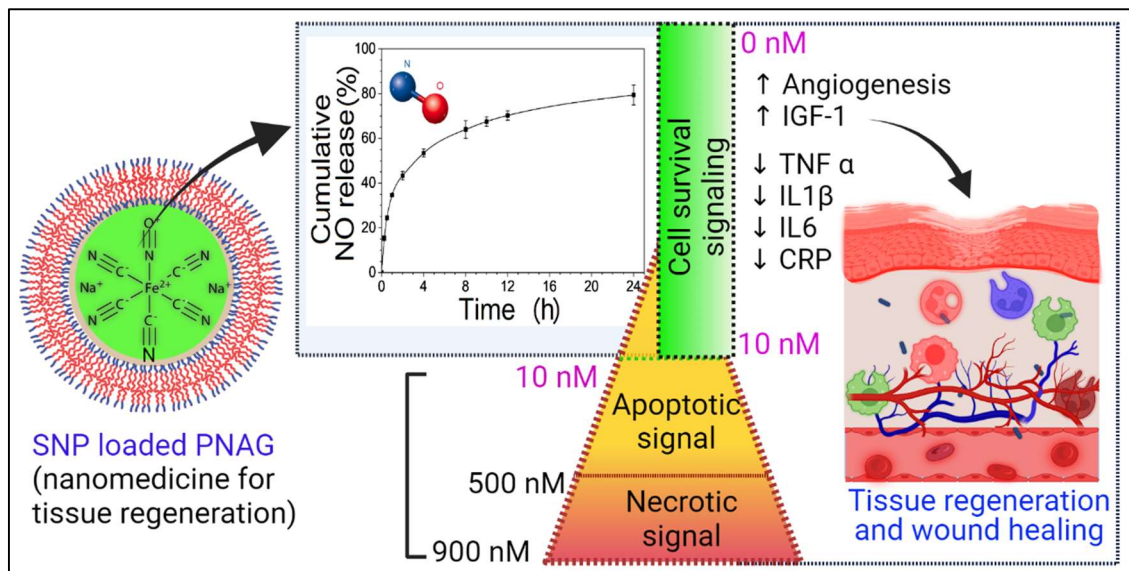 O⁺
N
N
C⁻
C⁻
N
Na⁺
Fe²⁺
Na⁺
N
C⁻
C⁻
N
C⁻
N
SNP loaded PNAG
(nanomedicine for
tissue regeneration)
Cumulative
NO release(%)
100
80
60
40
20
0
0
4
8
12
16
20
24
Time (h)
N
O
Cell survival
signaling
0 nM
10 nM
10 nM
Apoptotic
signal
500 nM
Necrotic
signal
900 nM
↑ Angiogenesis
↑ IGF-1
↓ TNF α
↓ IL1β
↓ IL6
↓ CRP
Tissue regeneration
and wound healing